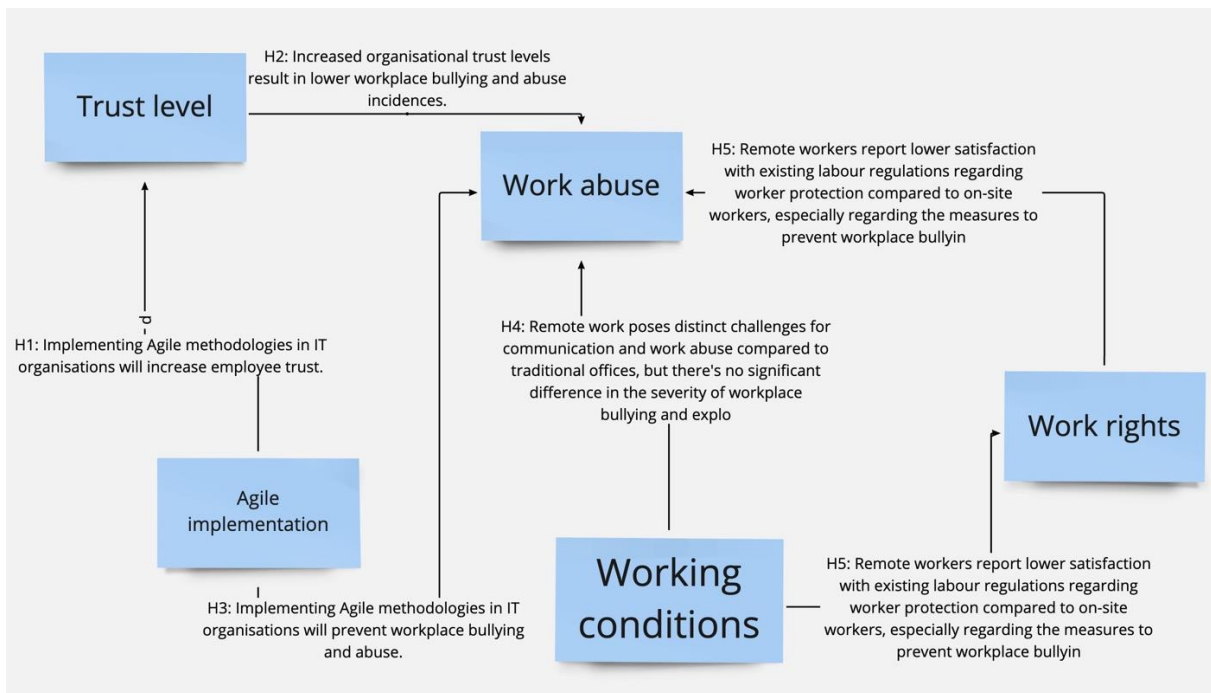 H2: Increased organisational trust levels
result in lower workplace bullying and abuse
incidences.
Trust level
Work abuse
H5: Remote workers report lower satisfaction
with existing labour regulations regarding
worker protection compared to on-site
workers, especially regarding the measures to
prevent workplace bullyin
H1: Implementing Agile methodologies in IT
organisations will increase employee trust.
H4: Remote work poses distinct challenges for
communication and work abuse compared to
traditional offices, but there's no significant
difference in the severity of workplace
bullying and explo
Work rights
Agile
implementation
H3: Implementing Agile methodologies in IT
organisations will prevent workplace bullying
and abuse.
Working
conditions
H5: Remote workers report lower satisfaction
with existing labour regulations regarding
worker protection compared to on-site
workers, especially regarding the measures to
prevent workplace bullyin